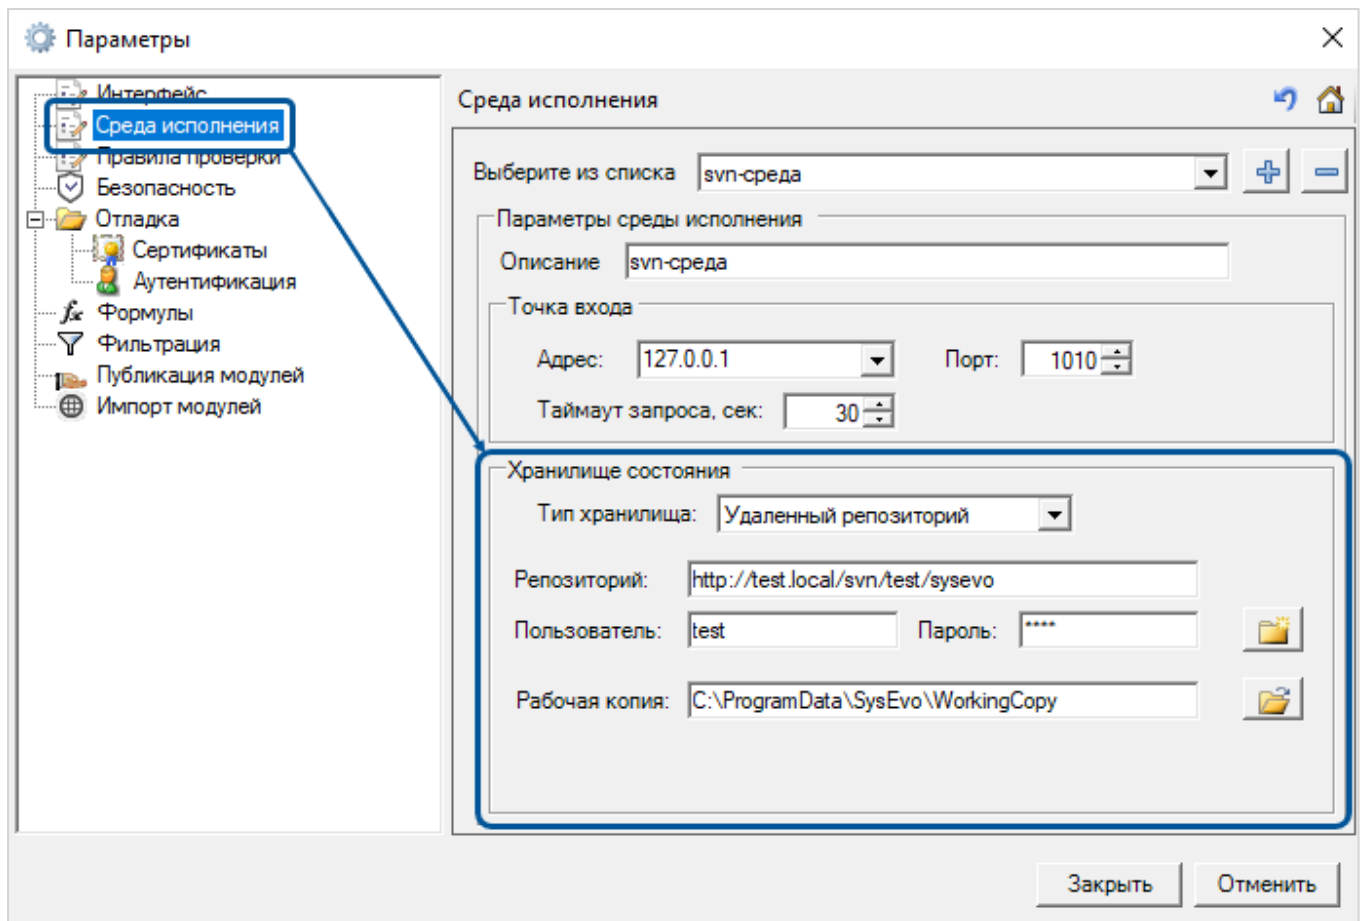 Параметры
Интерфейс
Среда исполнения
Правила проверки
Безопасность
Отладка
Сертификаты
Аутентификация
Формулы
Фильтрация
Публикация модулей
Импорт модулей
Среда исполнения
Выберите из списка svn-среда
Параметры среды исполнения
Описание svn-среда
Точка входа
Адрес: 127.0.0.1 Порт: 1010
Таймаут запроса, сек: 30
Хранилище состояния
Тип хранилища: Удаленный репозиторий
Репозиторий: http://test.local/svn/test/sysevo
Пользователь: test Пароль: ****
Рабочая копия: C:\ProgramData\SysEvo\WorkingCopy
Закрыть Отменить